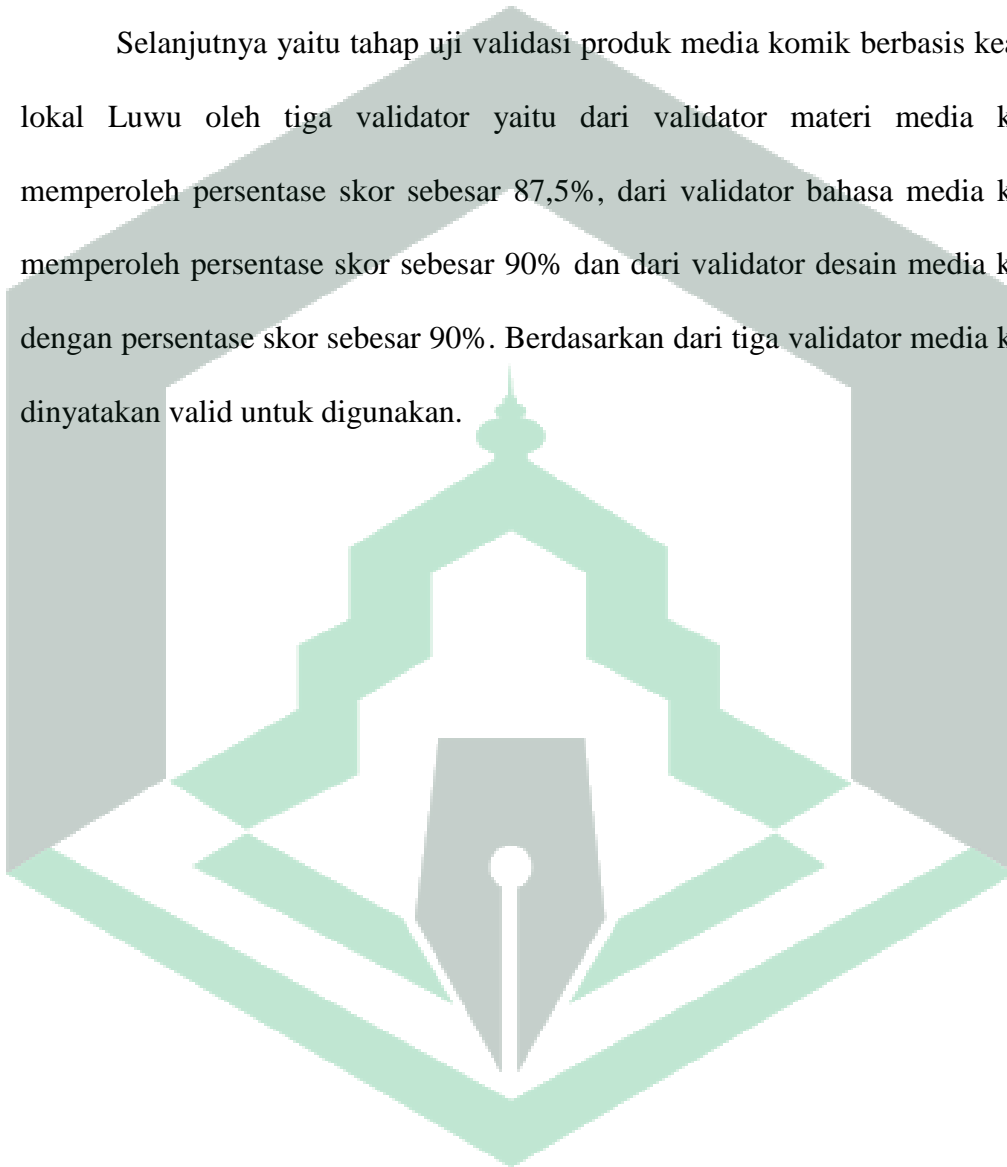 Selanjutnya yaitu tahap uji validasi produk media komik berbasis
lokal Luwu oleh tiga validator yaitu dari validator materi media
memperoleh persentase skor sebesar 87,5%, dari validator bahasa media
memperoleh persentase skor sebesar 90% dan dari validator desain media
dengan persentase skor sebesar 90%. Berdasarkan dari tiga validator media
dinyatakan valid untuk digunakan.